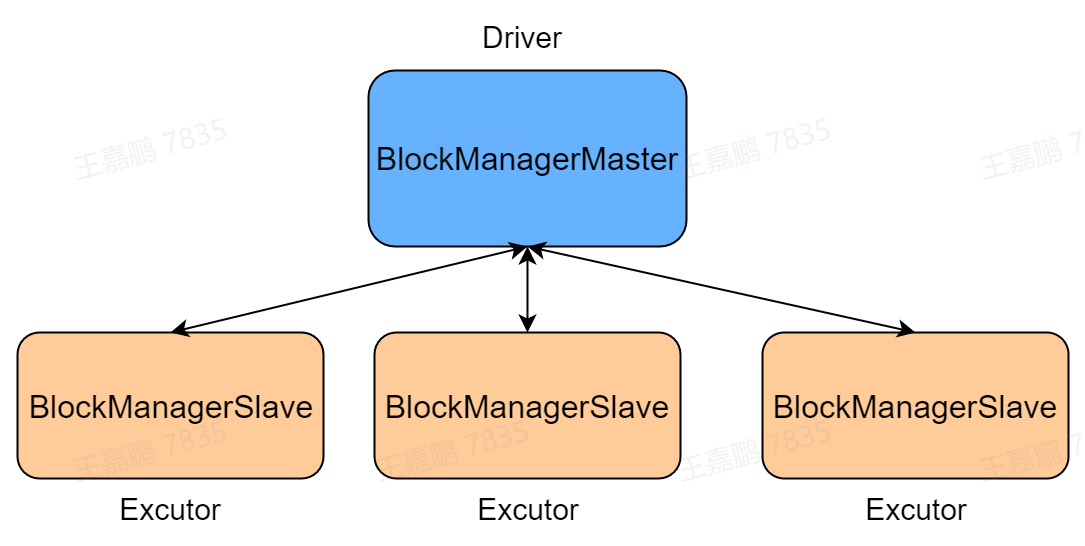 Driver
王嘉鹏 7835
王嘉鹏 7835
王嘉鹏 7
BlockManagerMaster
BlockManagerSlave
BlockManagerSlave
BlockManagerSlave
王嘉鹏 7835
王嘉鹏 7835
王嘉鹏 7835
王嘉鹏 7
Excutor
Excutor
Excutor